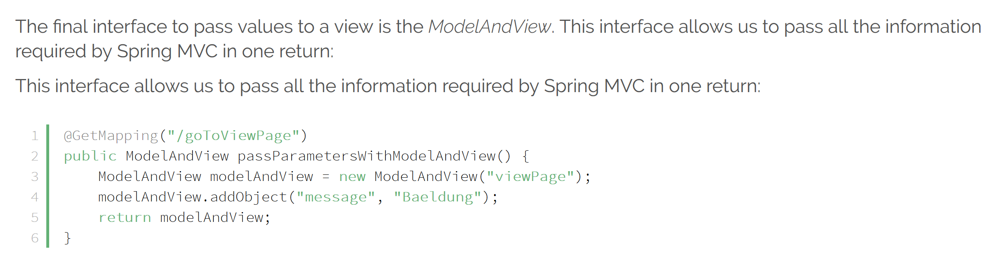 The final interface to pass values to a view is the ModelAndView. This interface allows us to pass all the information
required by Spring MVC in one return:
This interface allows us to pass all the information required by Spring MVC in one return:
1 @GetMapping("/goToViewPage")
2 public ModelAndView passParametersWithModelAndView() {
3     ModelAndView modelAndView = new ModelAndView("viewPage");
4     modelAndView.addObject("message", "Baeldung");
5     return modelAndView;
6 }